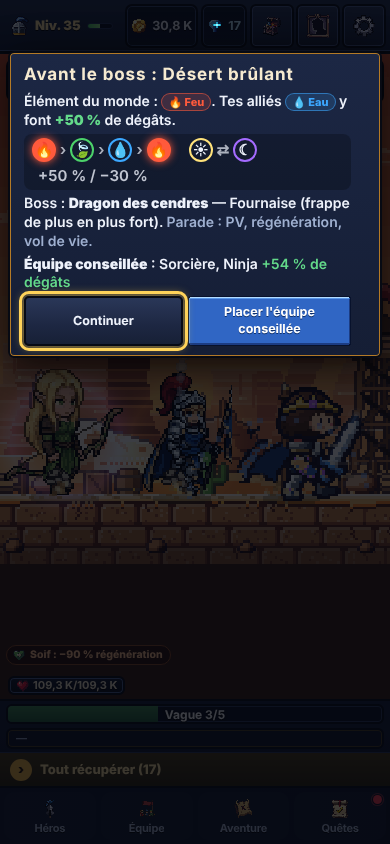 Niv. 35
30,8 K
17
Avant le boss : Désert brûlant
Élément du monde : Feu. Tes alliés Eau y
font +50 % de dégâts.
+50 % / −30 %
Boss : Dragon des cendres — Fournaise (frappe
de plus en plus fort). Parade : PV, régénération,
vol de vie.
Équipe conseillée : Sorcière, Ninja +54 % de
dégâts
Continuer
Placer l'équipe
conseillée
Soif : −90 % régénération
109,3 K/109,3 K
Vague 3/5
—
Tout récupérer (17)
Héros
Équipe
Aventure
Quêtes